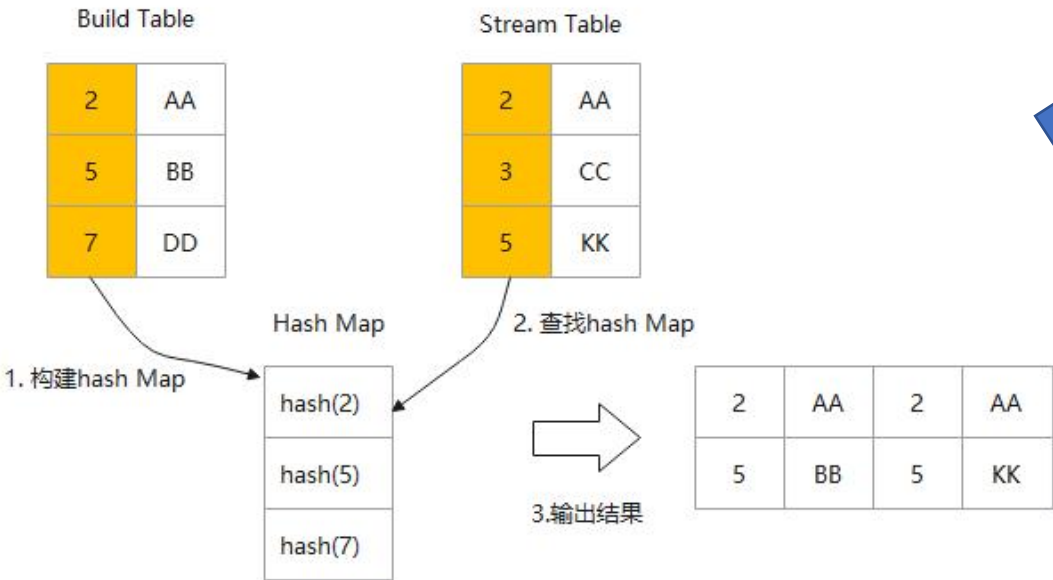 Build Table
Stream Table
2 AA
5 BB
7 DD
2 AA
3 CC
5 KK
Hash Map
2. 查找hash Map
1. 构建hash Map
hash(2)
hash(5)
hash(7)
3.输出结果
2 AA 2 AA
5 BB 5 KK